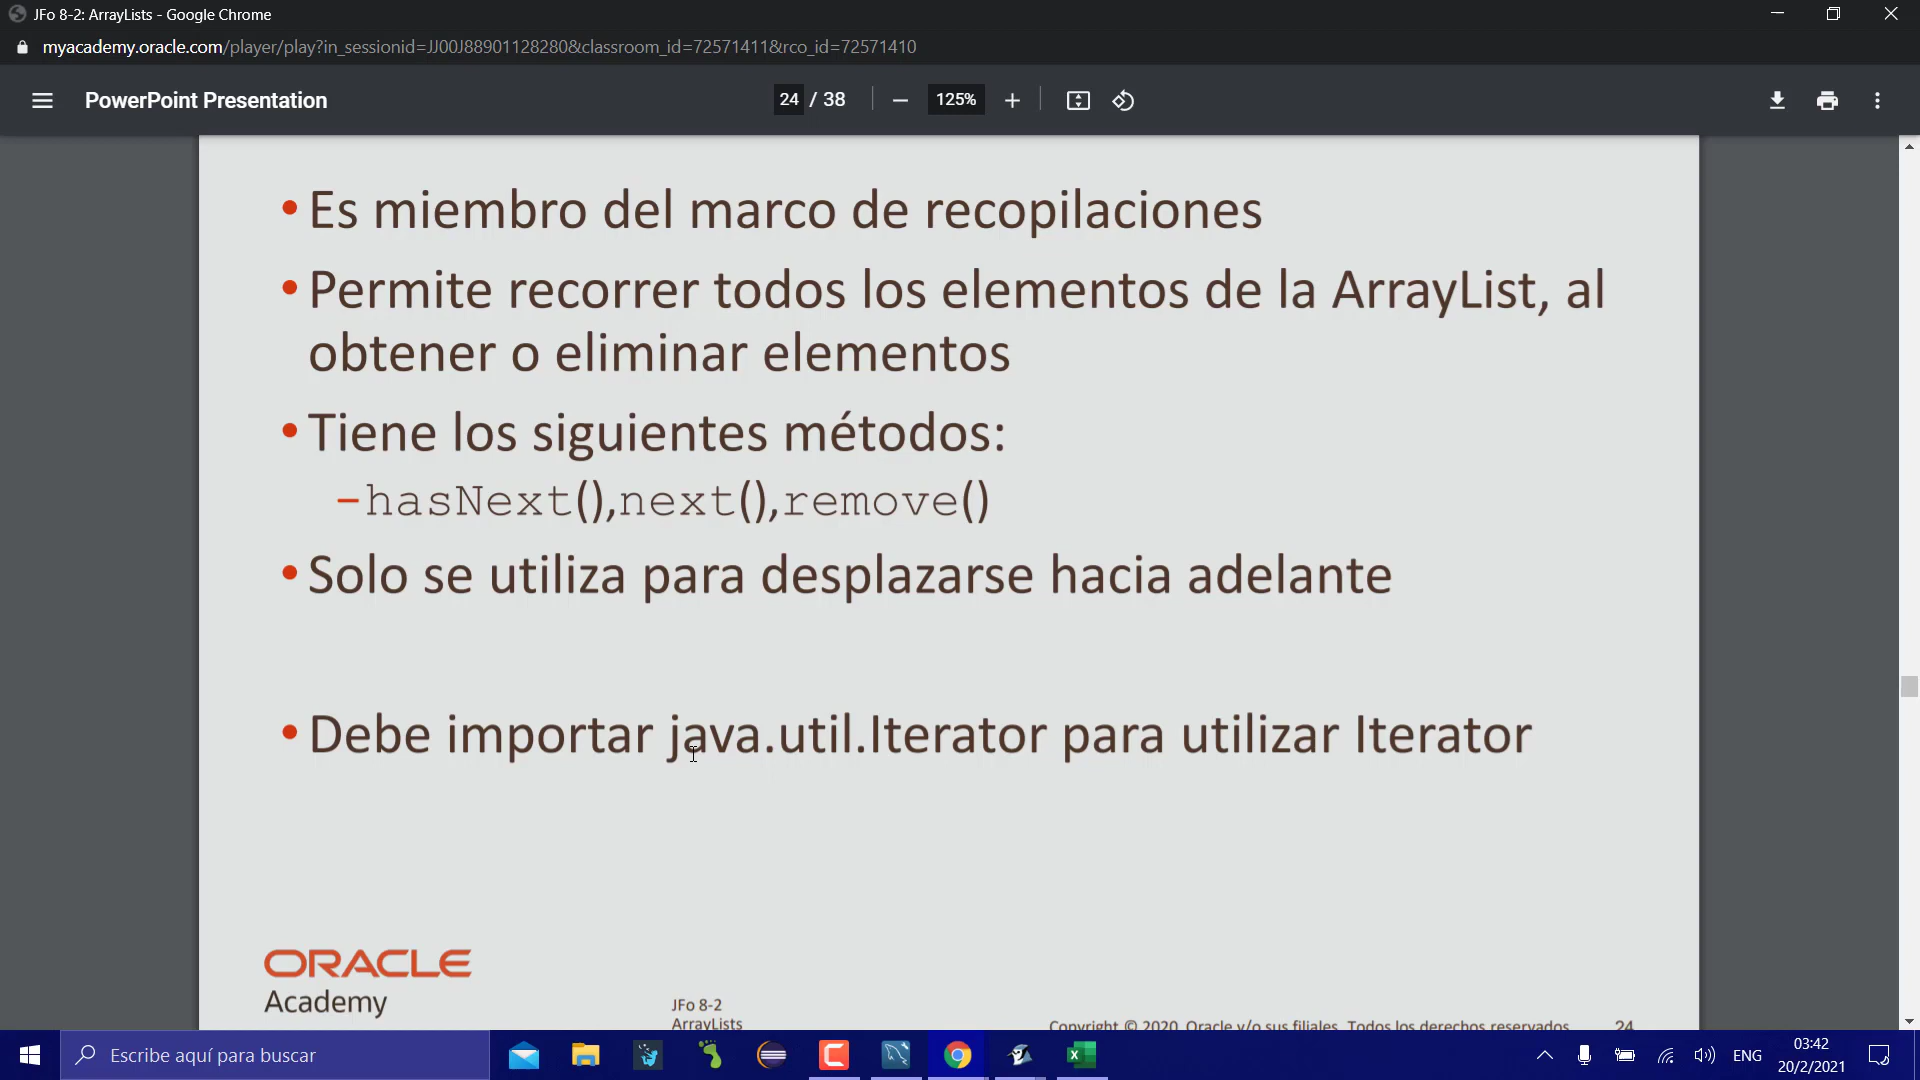 JFo 8-2: ArrayLists - Google Chrome
myacademy.oracle.com/player/play?in_sessionid=JJ00J88901128280&classroom_id=72571411&rco_id=72571410
PowerPoint Presentation
24 / 38
125%
•Es miembro del marco de recopilaciones
•Permite recorrer todos los elementos de la ArrayList, al
obtener o eliminar elementos
•Tiene los siguientes métodos:
–hasNext(),next(),remove()
•Solo se utiliza para desplazarse hacia adelante
•Debe importar java.util.Iterator para utilizar Iterator
ORACLE
Academy
JFo 8-2
ArrayLists
Copyright © 2020, Oracle y/o sus filiales. Todos los derechos reservados.
24
Escribe aquí para buscar
ENG
03:42
20/2/2021